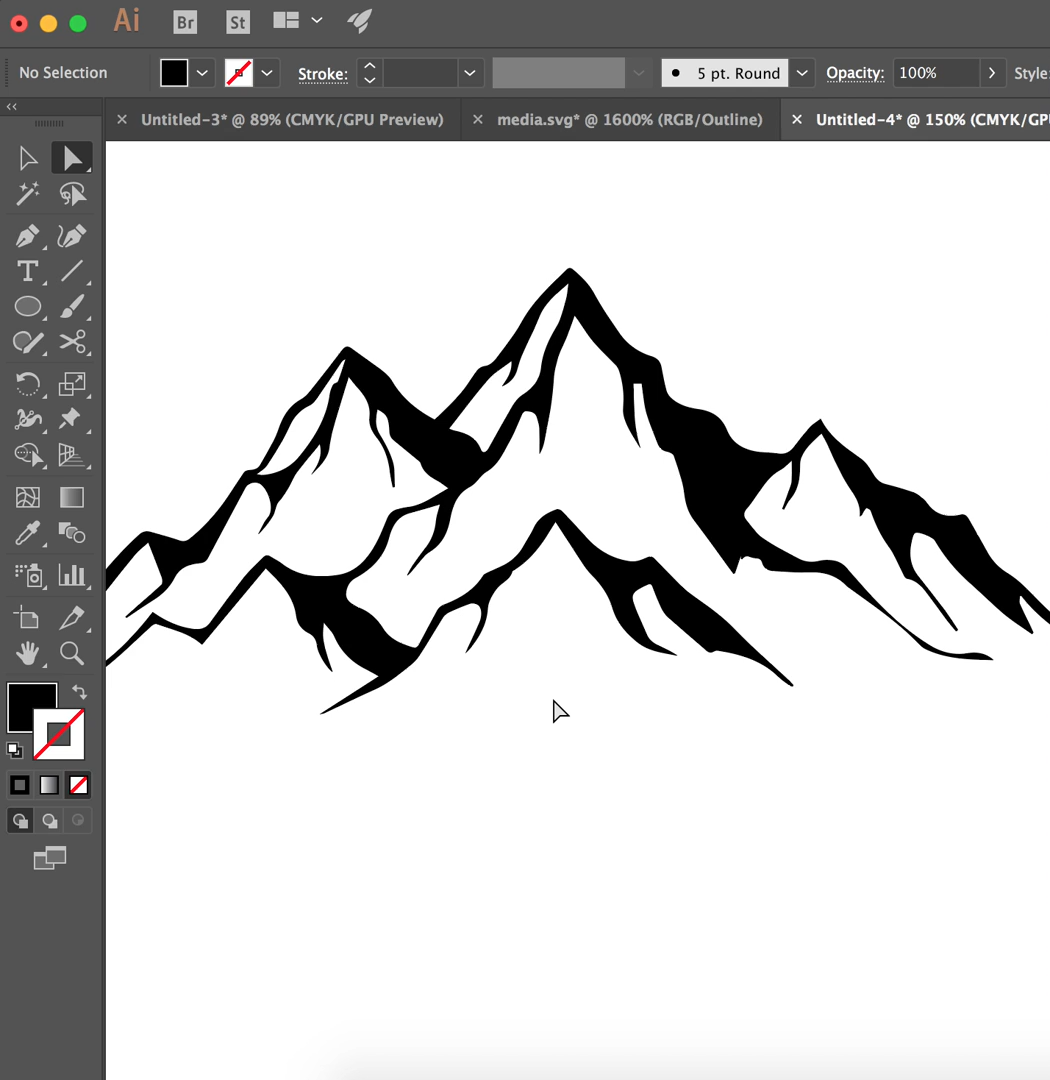 Ai Br St
No Selection Stroke: 5 pt. Round Opacity: 100% Style
Untitled-3* @ 89% (CMYK/GPU Preview) media.svg* @ 1600% (RGB/Outline) Untitled-4* @ 150% (CMYK/GP